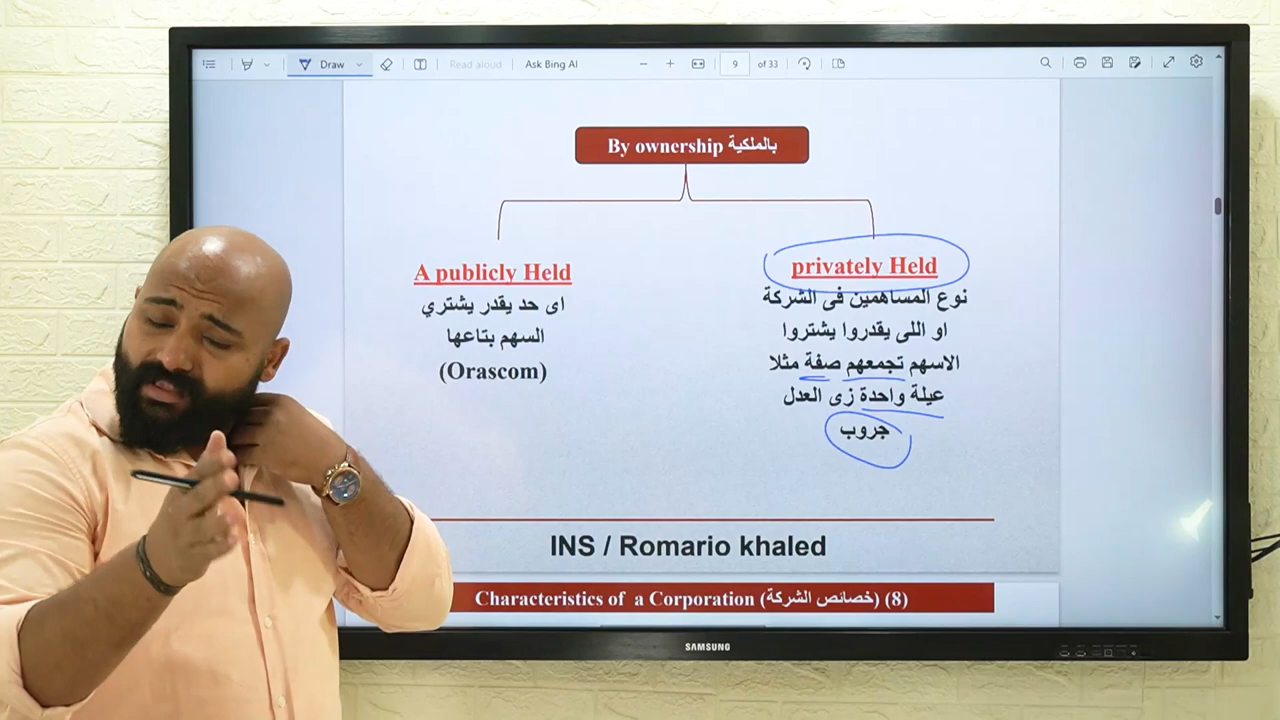 Draw
Read aloud
Ask Bing AI
9
of 33
By ownership بالملكية
A publicly Held
اى حد يقدر يشتري
السهم بتاعها
(Orascom)
privately Held
نوع المساهمين فى الشركة
او اللى يقدروا يشتروا
الاسهم تجمعهم صفة مثلا
عيلة واحدة زى العدل
جروب
INS / Romario khaled
Characteristics of a Corporation (خصائص الشركة) (8)
SAMSUNG